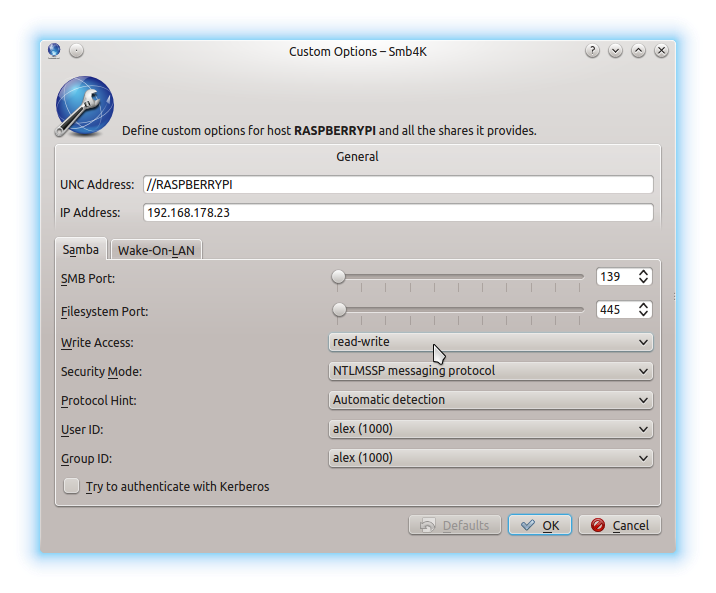 Custom Options – Smb4K
Define custom options for host RASPBERRYPI and all the shares it provides.
General
UNC Address: //RASPBERRYPI
IP Address: 192.168.178.23
Samba Wake-On-LAN
SMB Port: 139
Filesystem Port: 445
Write Access: read-write
Security Mode: NTLMSSP messaging protocol
Protocol Hint: Automatic detection
User ID: alex (1000)
Group ID: alex (1000)
Try to authenticate with Kerberos
Defaults OK Cancel